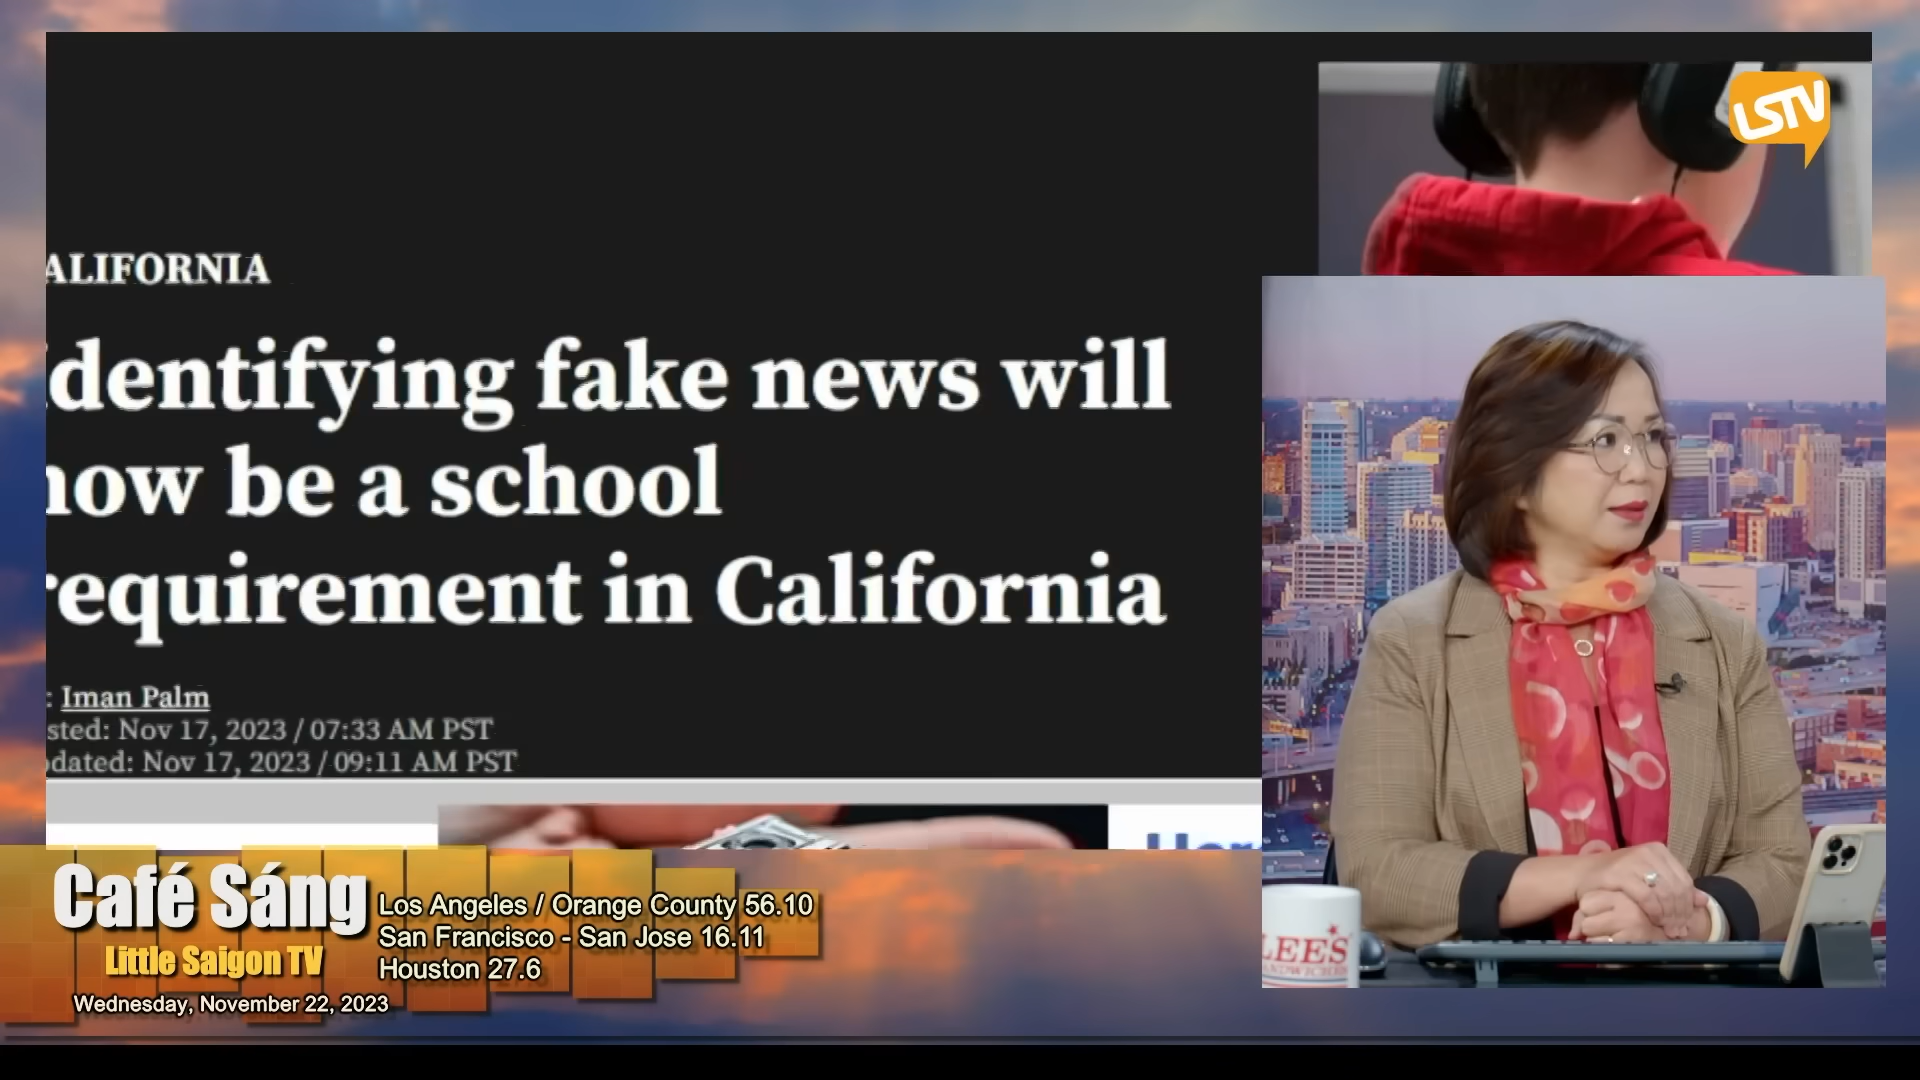 LSTV
ALIFORNIA
dentifying fake news will
now be a school
requirement in California
: Iman Palm
sted: Nov 17, 2023 / 07:33 AM PST
dated: Nov 17, 2023 / 09:11 AM PST
LEE'S
Café Sáng
Little Saigon TV
Wednesday, November 22, 2023
Los Angeles / Orange County 56.10
San Francisco - San Jose 16.11
Houston 27.6